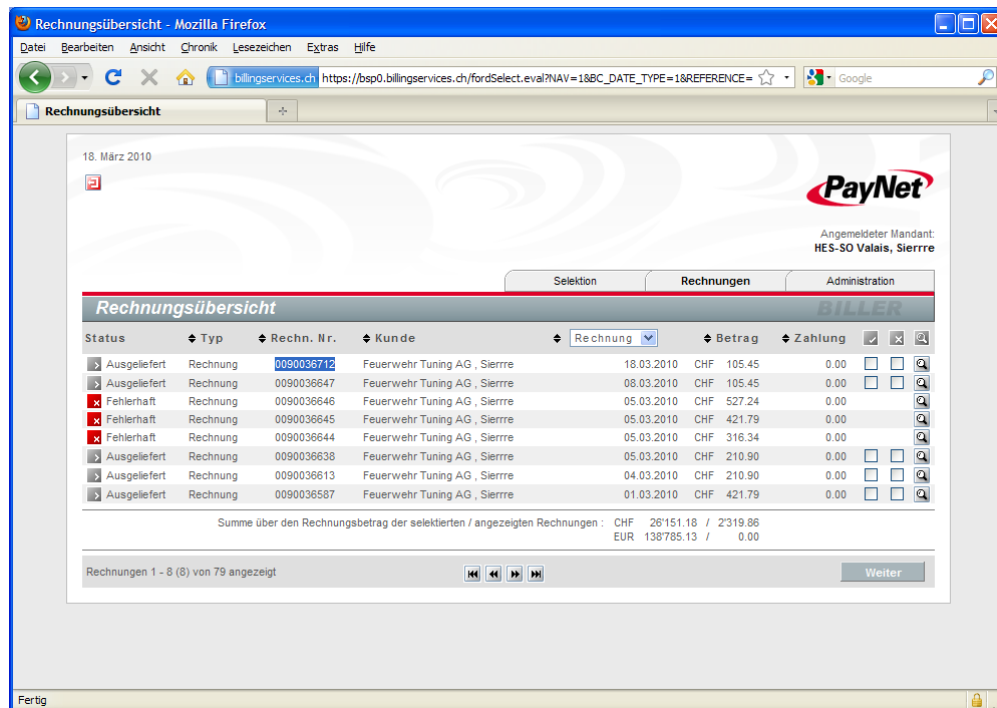 Rechnungsübersicht - Mozilla Firefox
Datei Bearbeiten Ansicht Chronik Lesezeichen Extras Hilfe
billingservices.ch https://bsp0.billingservices.ch/fordSelect.eval?NAV=1&BC_DATE_TYPE=1&REFERENCE= Google
Rechnungsübersicht
18. März 2010
PayNet
Angemeldeter Mandant:
HES-SO Valais, Sierrre
Selektion Rechnungen Administration
Rechnungsübersicht BILLER
Status Typ Rechn. Nr. Kunde Rechnung Betrag Zahlung
Ausgeliefert Rechnung 0090036712 Feuerwehr Tuning AG , Sierrre 18.03.2010 CHF 105.45 0.00
Ausgeliefert Rechnung 0090036647 Feuerwehr Tuning AG , Sierrre 08.03.2010 CHF 105.45 0.00
Fehlerhaft Rechnung 0090036646 Feuerwehr Tuning AG , Sierrre 05.03.2010 CHF 527.24 0.00
Fehlerhaft Rechnung 0090036645 Feuerwehr Tuning AG , Sierrre 05.03.2010 CHF 421.79 0.00
Fehlerhaft Rechnung 0090036644 Feuerwehr Tuning AG , Sierrre 05.03.2010 CHF 316.34 0.00
Ausgeliefert Rechnung 0090036638 Feuerwehr Tuning AG , Sierrre 05.03.2010 CHF 210.90 0.00
Ausgeliefert Rechnung 0090036613 Feuerwehr Tuning AG , Sierrre 04.03.2010 CHF 210.90 0.00
Ausgeliefert Rechnung 0090036587 Feuerwehr Tuning AG , Sierrre 01.03.2010 CHF 421.79 0.00
Summe über den Rechnungsbetrag der selektierten / angezeigten Rechnungen : CHF 26'151.18 / 2'319.86
EUR 138'785.13 / 0.00
Rechnungen 1 - 8 (8) von 79 angezeigt Weiter
Fertig